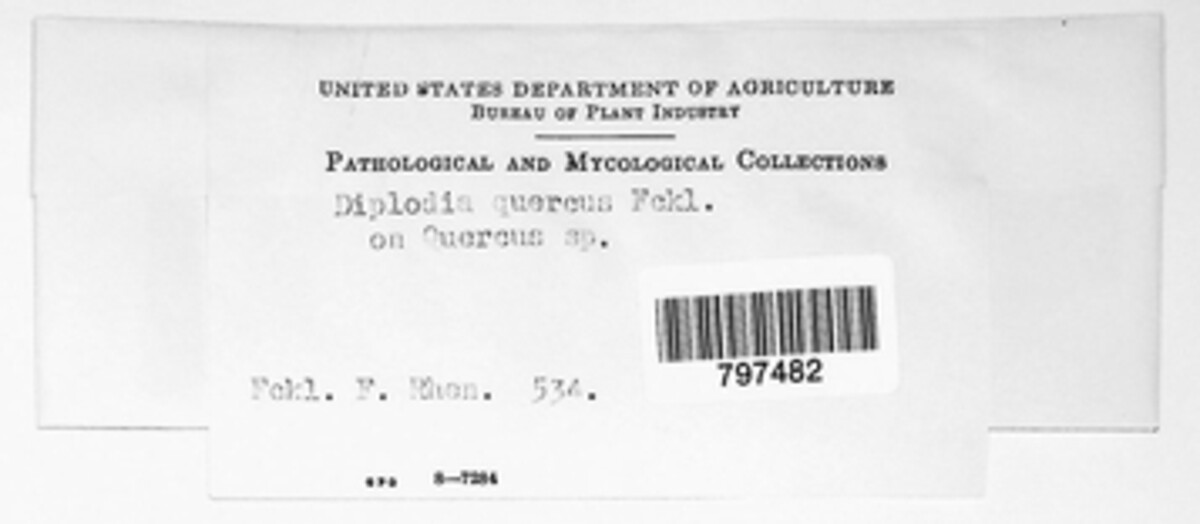 UNITED STATES DEPARTMENT OF AGRICULTURE
BUREAU OF PLANT INDUSTRY
PATHOLOGICAL AND MYCOLOGICAL COLLECTIONS
Diplodia quercus Fckl.
on Quercus sp.
797482
Fckl. F. Rhen. 534.
GPO 8—7284